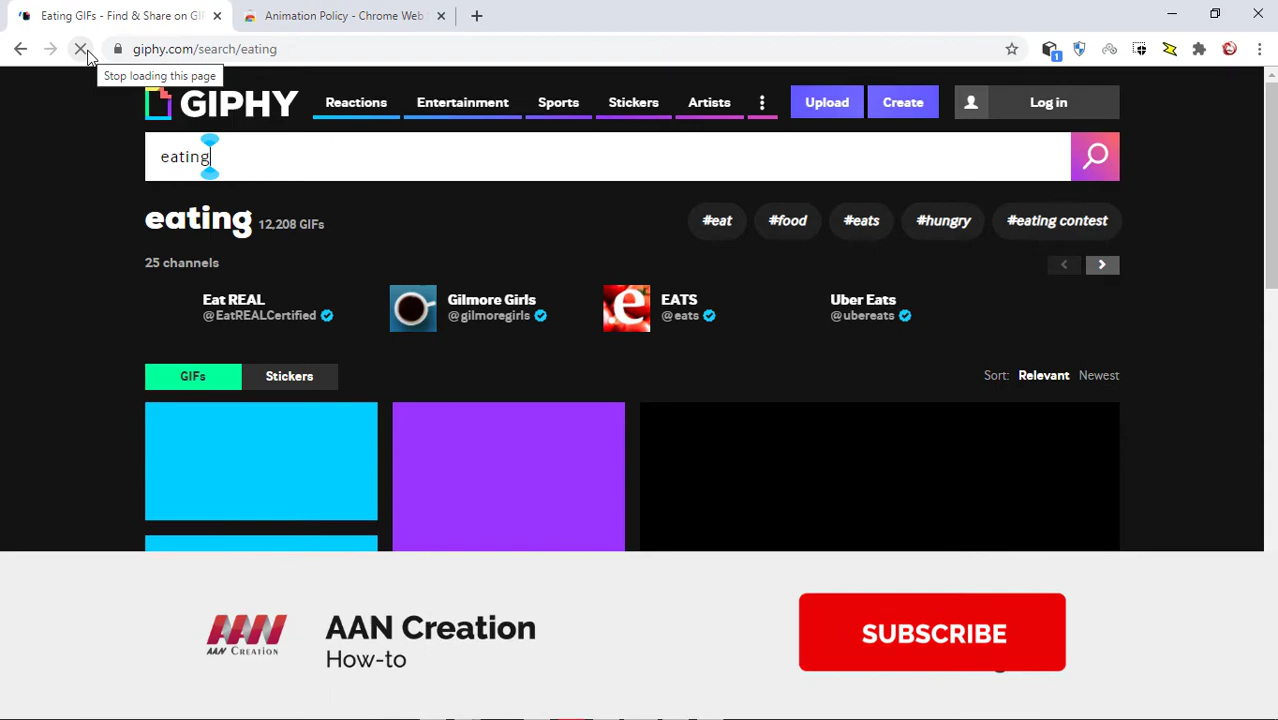 Eating GIFs - Find & Share on GIP
Animation Policy - Chrome Web S
giphy.com/search/eating
1
Stop loading this page
GIPHY
Reactions
Entertainment
Sports
Stickers
Artists
Upload
Create
Log in
eating
eating 12,208 GIFs
#eat
#food
#eats
#hungry
#eating contest
25 channels
Eat REAL
@EatREALCertified
Gilmore Girls
@gilmoregirls
e
EATS
@eats
Uber Eats
@ubereats
GIFs
Stickers
Sort: Relevant Newest
AAN
AAN CREATION
AAN Creation
How-to
SUBSCRIBE